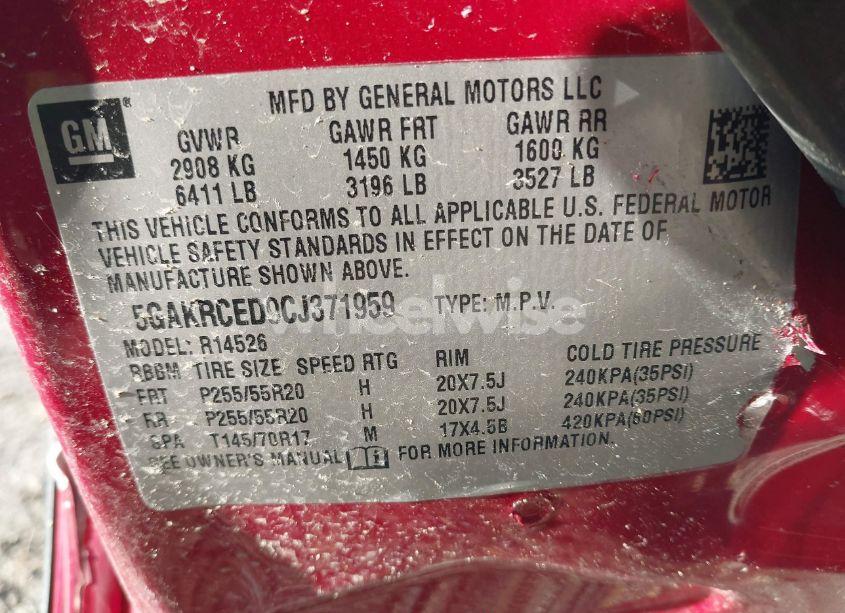 MFD BY GENERAL MOTORS LLC
GM®
GVWR GAWR FRT GAWR RR
2908 KG 1450 KG 1600 KG
6411 LB 3196 LB 3527 LB
THIS VEHICLE CONFORMS TO ALL APPLICABLE U.S. FEDERAL MOTOR
VEHICLE SAFETY STANDARDS IN EFFECT ON THE DATE OF
MANUFACTURE SHOWN ABOVE.
5GAKRCED0CJ371959 TYPE: M.P.V.
wheelwise
MODEL: R14526
TIRE SIZE SPEED RTG RIM COLD TIRE PRESSURE
FRT P255/55R20 H 20X7.5J 240KPA(35PSI)
RR P255/55R20 H 20X7.5J 240KPA(35PSI)
SPA T145/70R17 M 17X4.5B 420KPA(60PSI)
SEE OWNER'S MANUAL FOR MORE INFORMATION.